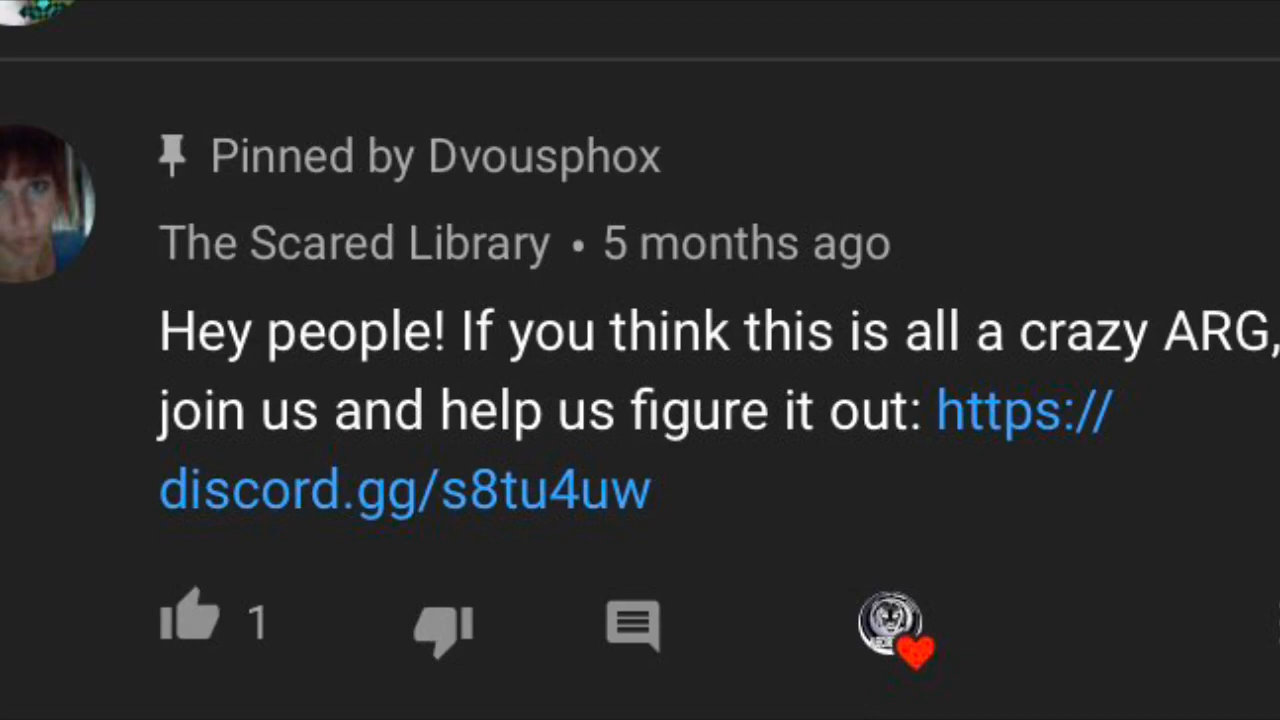 Pinned by Dvousphox
The Scared Library • 5 months ago
Hey people! If you think this is all a crazy ARG,
join us and help us figure it out: https://
discord.gg/s8tu4uw
1